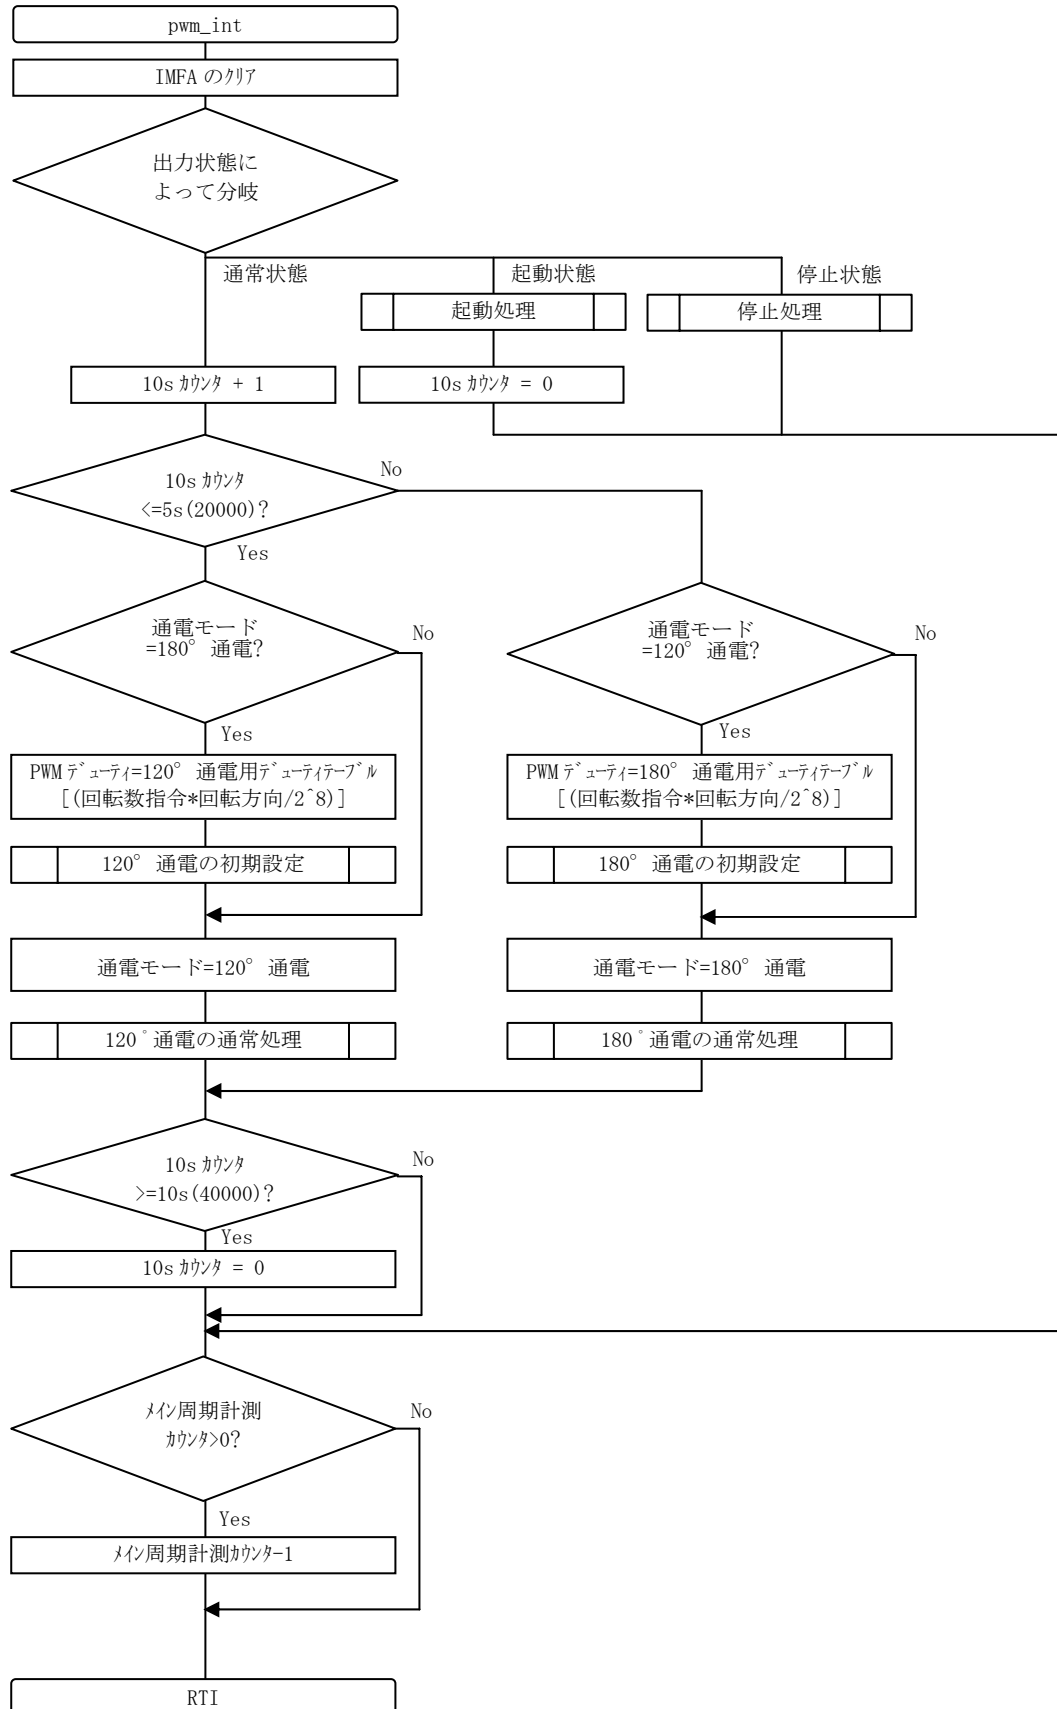 pwm_int
IMFA のｸﾘｱ
出力状態に
よって分岐
通常状態
起動状態
停止状態
起動処理
停止処理
10s ｶｳﾝﾀ + 1
10s ｶｳﾝﾀ = 0
10s ｶｳﾝﾀ
<=5s(20000)?
No
Yes
通電モード
=180° 通電?
No
Yes
通電モード
=120° 通電?
No
Yes
PWM ﾃﾞｭｰﾃｨ=120° 通電用ﾃﾞｭｰﾃｨﾃｰﾌﾞﾙ
[(回転数指令*回転方向/2^8)]
PWM ﾃﾞｭｰﾃｨ=180° 通電用ﾃﾞｭｰﾃｨﾃｰﾌﾞﾙ
[(回転数指令*回転方向/2^8)]
120° 通電の初期設定
180° 通電の初期設定
通電モード=120° 通電
通電モード=180° 通電
120ﾟ通電の通常処理
180ﾟ通電の通常処理
10s ｶｳﾝﾀ
>=10s(40000)?
No
Yes
10s ｶｳﾝﾀ = 0
ﾒｲﾝ周期計測
ｶｳﾝﾀ>0?
No
Yes
ﾒｲﾝ周期計測ｶｳﾝﾀ-1
RTI